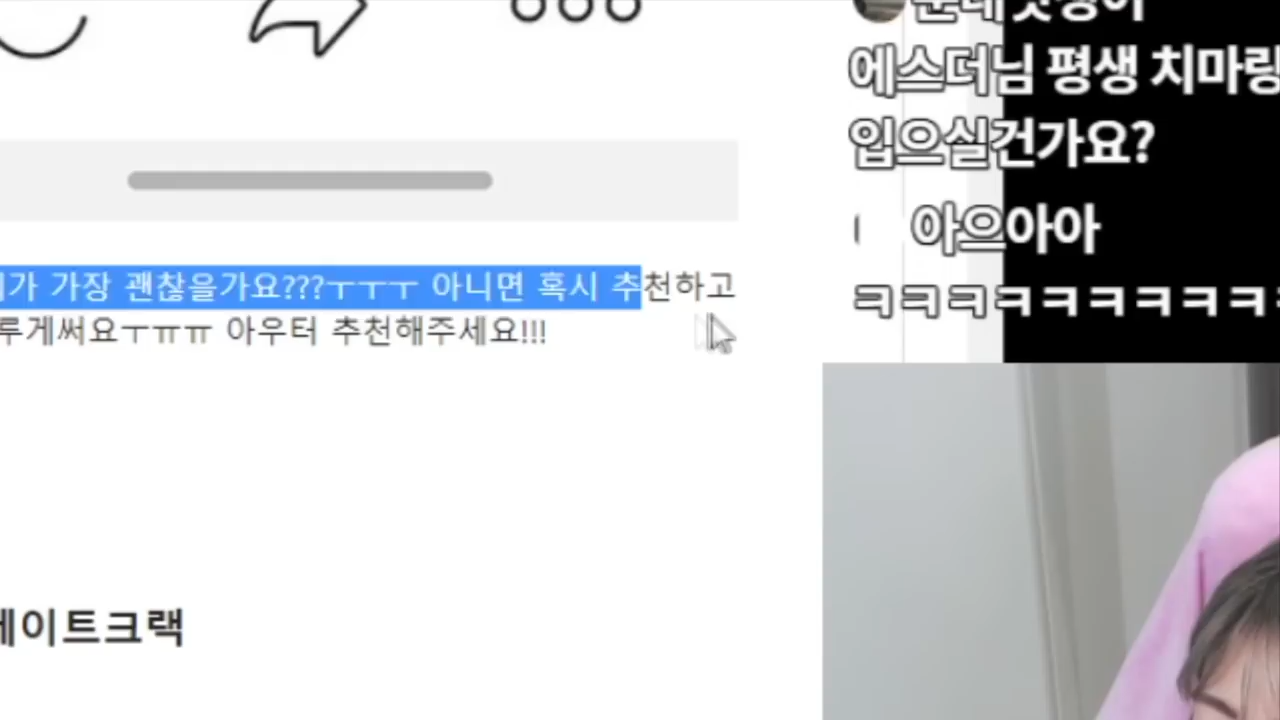 가 가장 괜찮을가요???ㅜㅜㅜ 아니면 혹시 추천하고
루게써요ㅜㅠㅠ 아우터 추천해주세요!!!
이트크랙
에스더님 평생 치마링
입으실건가요?
아으아아
ㅋㅋㅋㅋㅋㅋㅋㅋㅋ